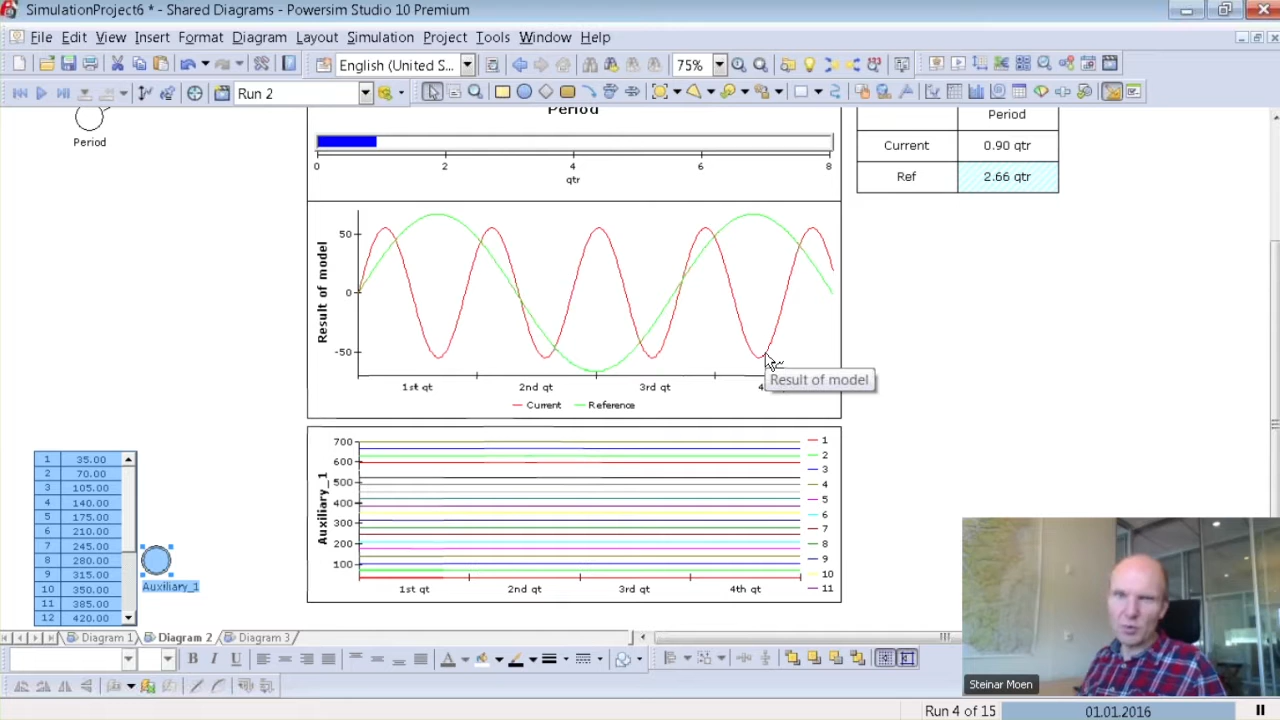 SimulationProject6 * - Shared Diagrams - Powersim Studio 10 Premium
File Edit View Insert Format Diagram Layout Simulation Project Tools Window Help
English (United S... 75%
Run 2
Period
Period
0 2 4 6 8
qtr
Period
Current 0.90 qtr
Ref 2.66 qtr
Result of model
50
0
-50
1st qt 2nd qt 3rd qt 4
Result of model
Current Reference
Auxiliary_1
700
600
500
400
300
200
100
1st qt 2nd qt 3rd qt 4th qt
1
2
3
4
5
6
7
8
9
10
11
1 35.00
2 70.00
3 105.00
4 140.00
5 175.00
6 210.00
7 245.00
8 280.00
9 315.00
10 350.00
11 385.00
12 420.00
Auxiliary_1
Diagram 1 Diagram 2 Diagram 3
B I U A
Steinar Moen
Run 4 of 15 01.01.2016